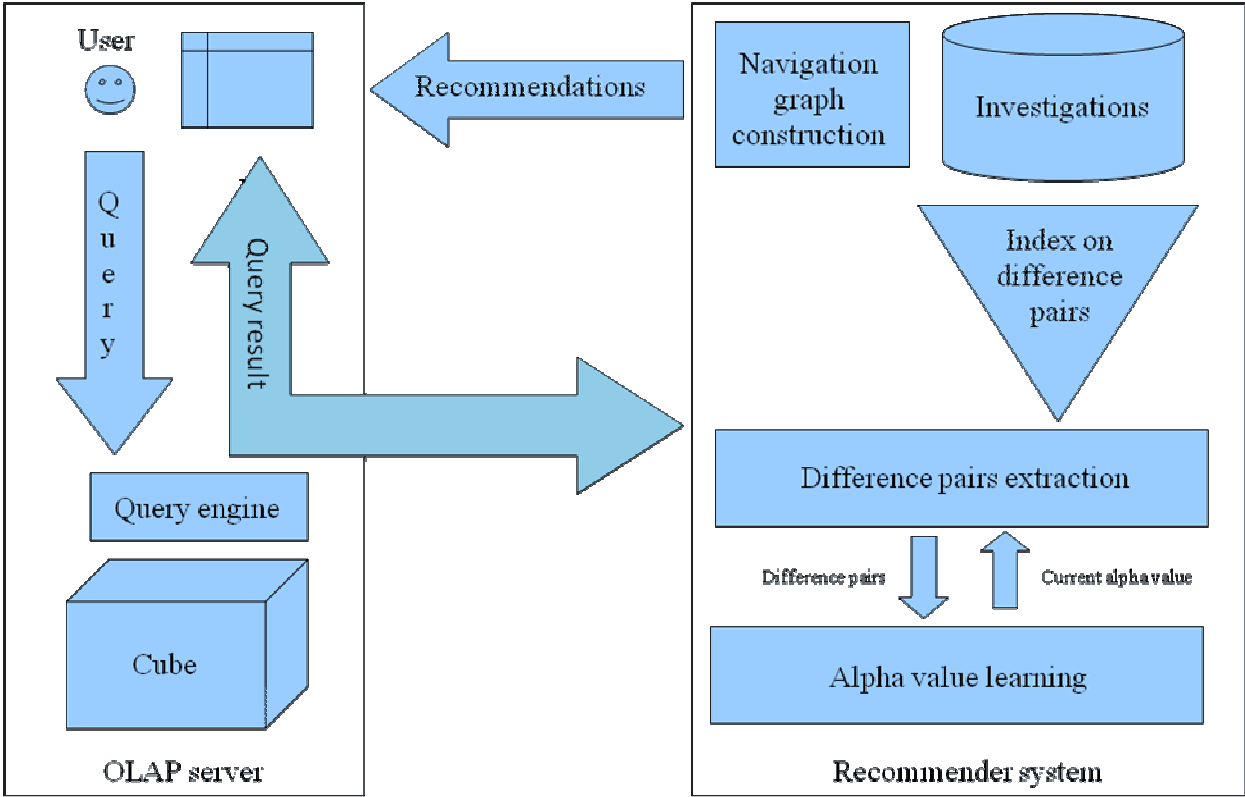 User
Query
Query result
Query engine
Cube
OLAP server
Recommendations
Navigation
graph
construction
Investigations
Index on
difference
pairs
Difference pairs extraction
Difference pairs
Current alpha value
Alpha value learning
Recommender system